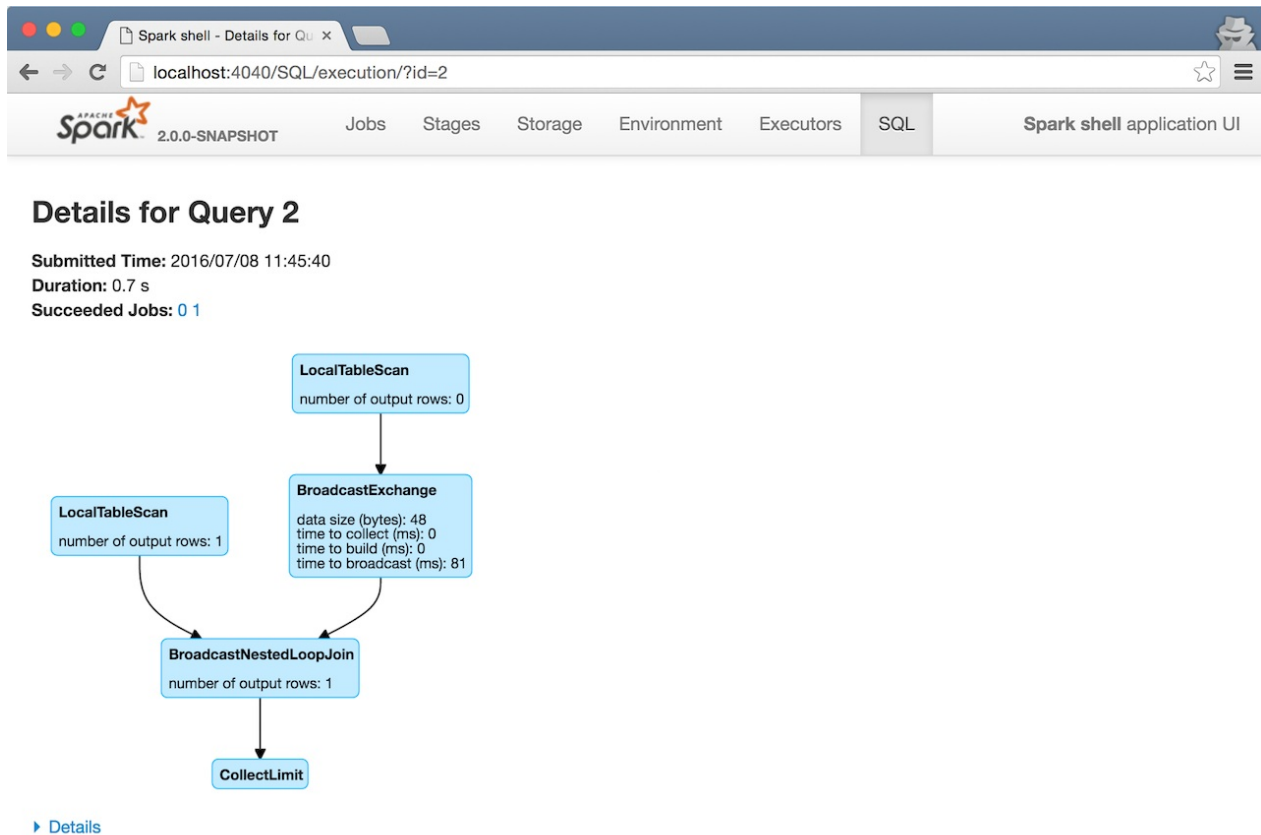 Spark shell - Details for Qu
localhost:4040/SQL/execution/?id=2
APACHE
Spark 2.0.0-SNAPSHOT Jobs Stages Storage Environment Executors SQL Spark shell application UI
Details for Query 2
Submitted Time: 2016/07/08 11:45:40
Duration: 0.7 s
Succeeded Jobs: 0 1
LocalTableScan
number of output rows: 0
BroadcastExchange
data size (bytes): 48
time to collect (ms): 0
time to build (ms): 0
time to broadcast (ms): 81
LocalTableScan
number of output rows: 1
BroadcastNestedLoopJoin
number of output rows: 1
CollectLimit
Details